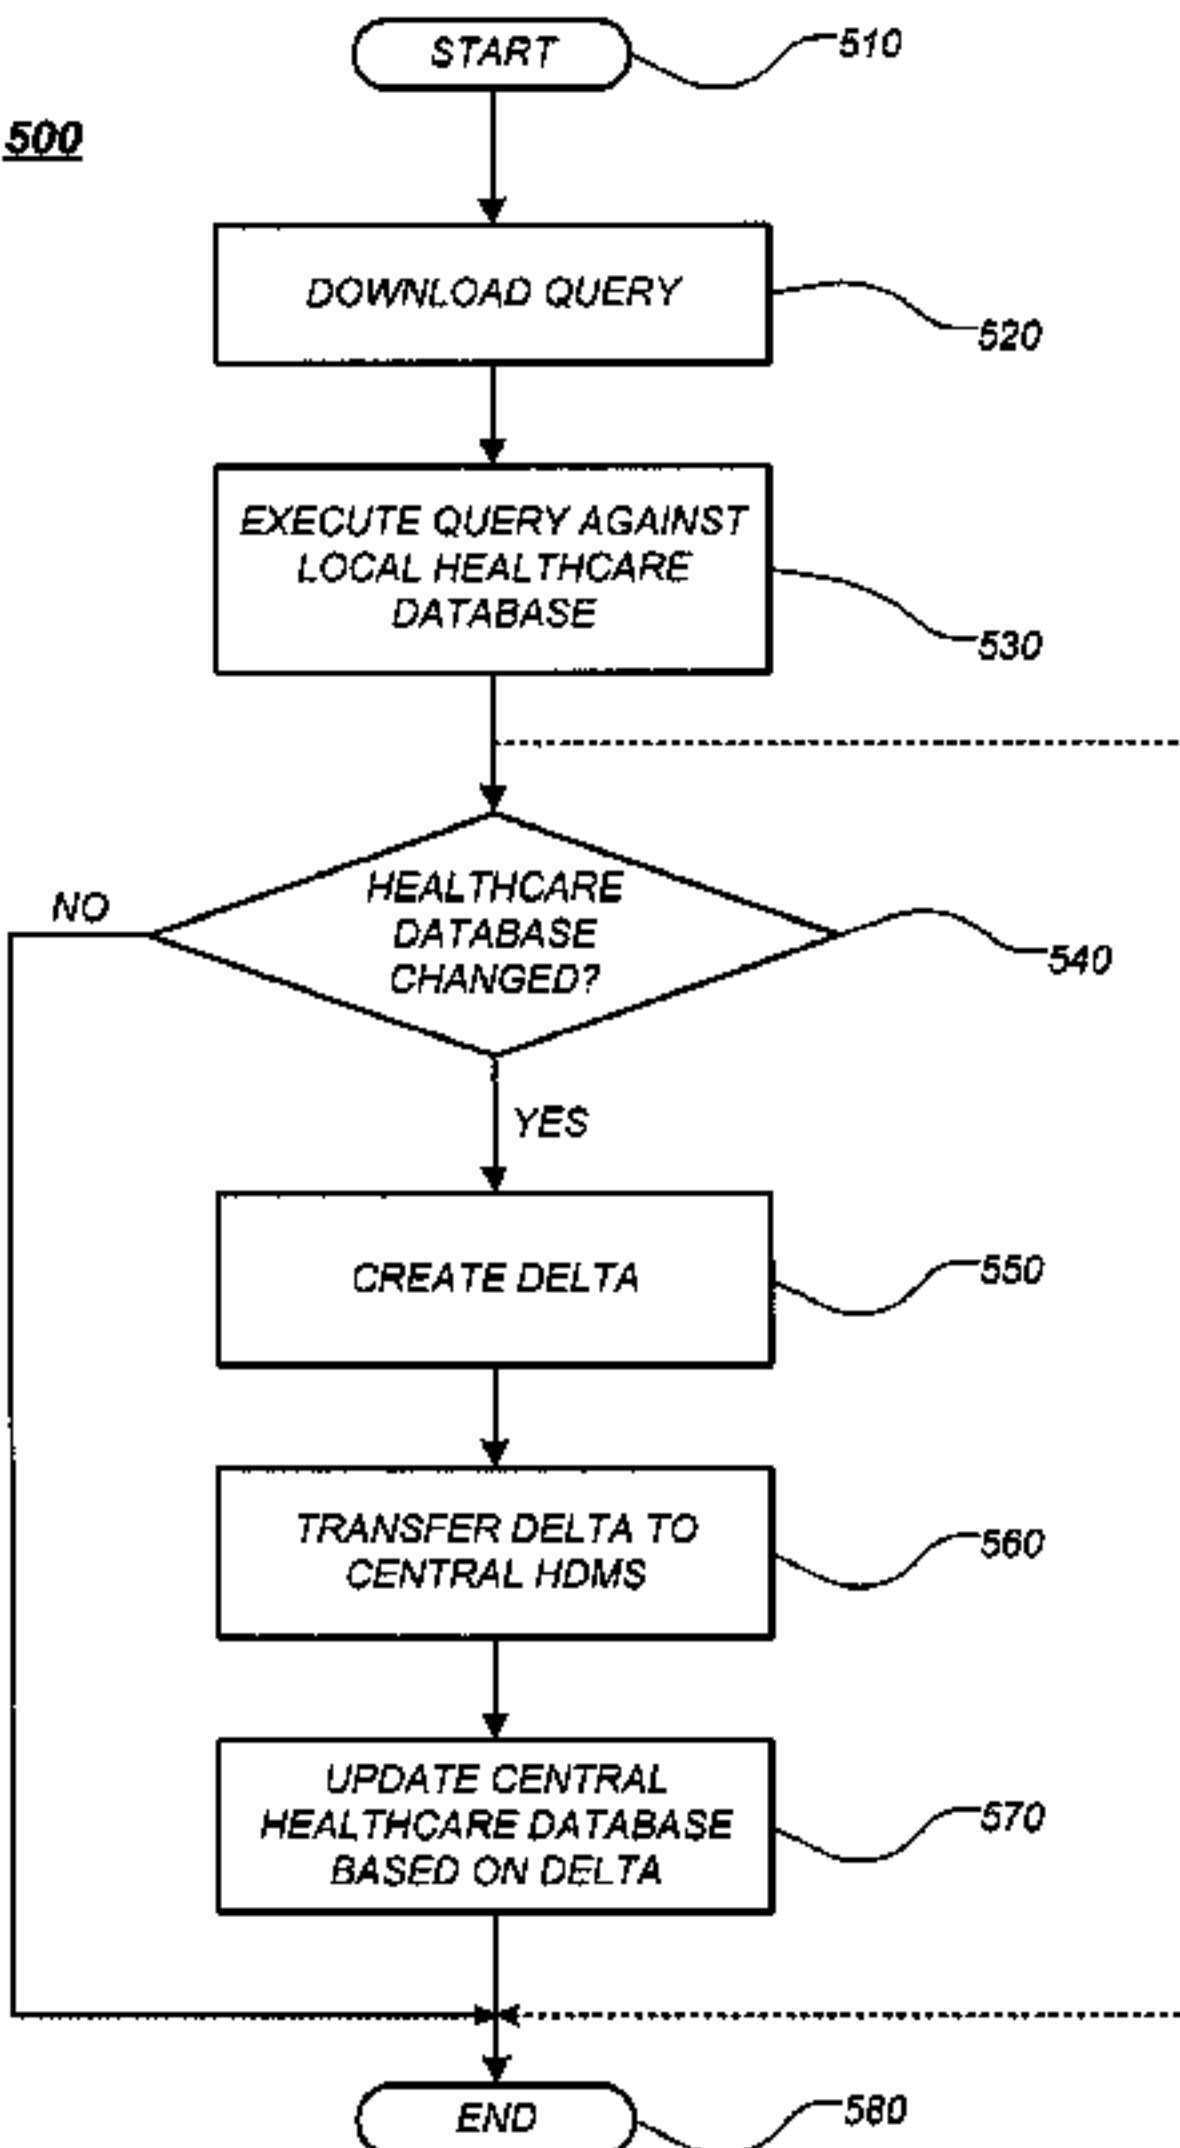 START
510
500
DOWNLOAD QUERY
520
EXECUTE QUERY AGAINST
LOCAL HEALTHCARE
DATABASE
530
NO
HEALTHCARE
DATABASE
CHANGED?
540
YES
CREATE DELTA
550
TRANSFER DELTA TO
CENTRAL HDMS
560
UPDATE CENTRAL
HEALTHCARE DATABASE
BASED ON DELTA
570
END
580